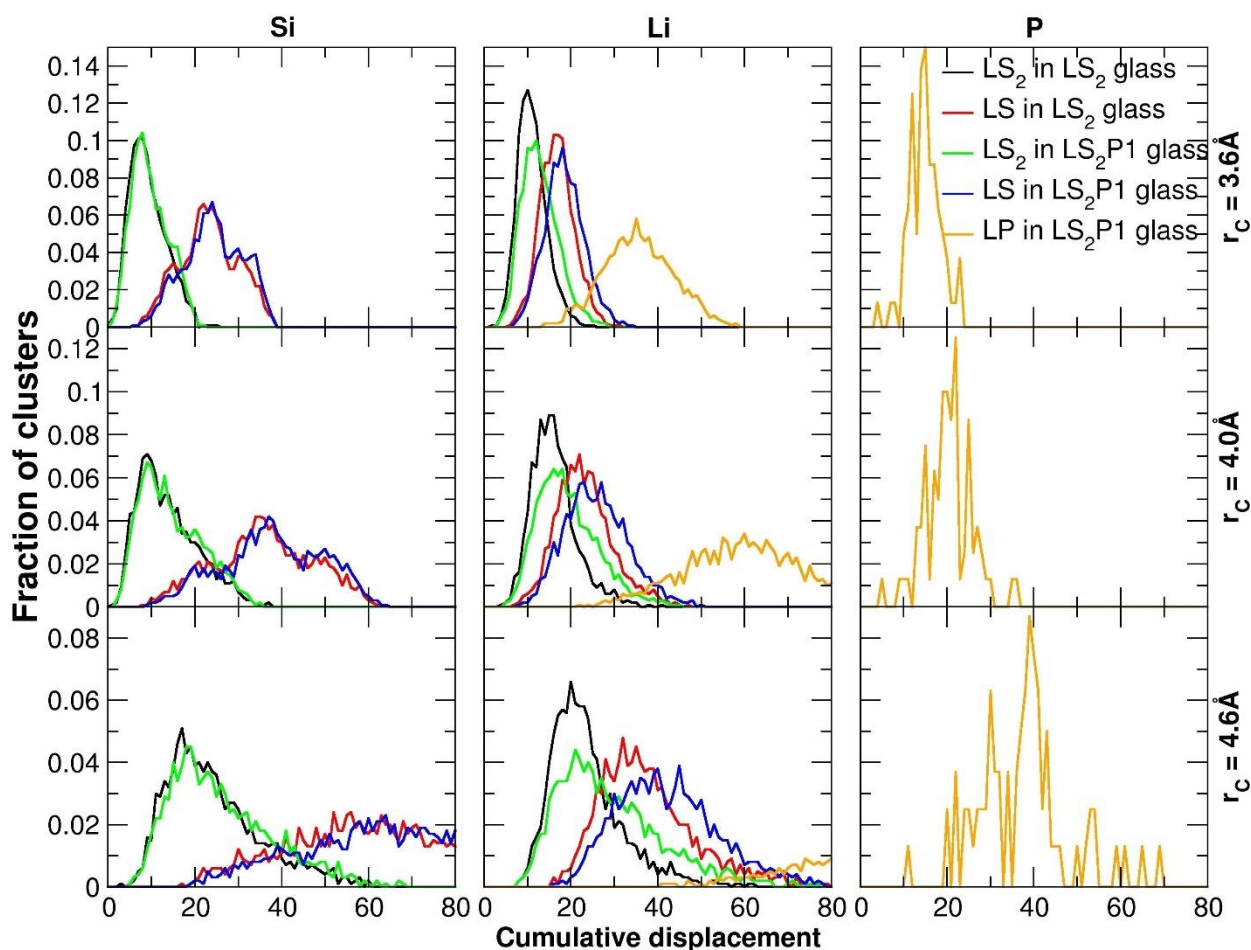 Si Li P
Fraction of clusters
0.14
0.12
0.1
0.08
0.06
0.04
0.02
0
LS2 in LS2 glass
LS in LS2 glass
LS2 in LS2P1 glass
LS in LS2P1 glass
LP in LS2P1 glass
rC = 3.6Å
0.12
0.1
0.08
0.06
0.04
0.02
0
rC = 4.0Å
0.08
0.06
0.04
0.02
0
rC = 4.6Å
0 20 40 60 80 0 20 40 60 80 0 20 40 60 80
Cumulative displacement